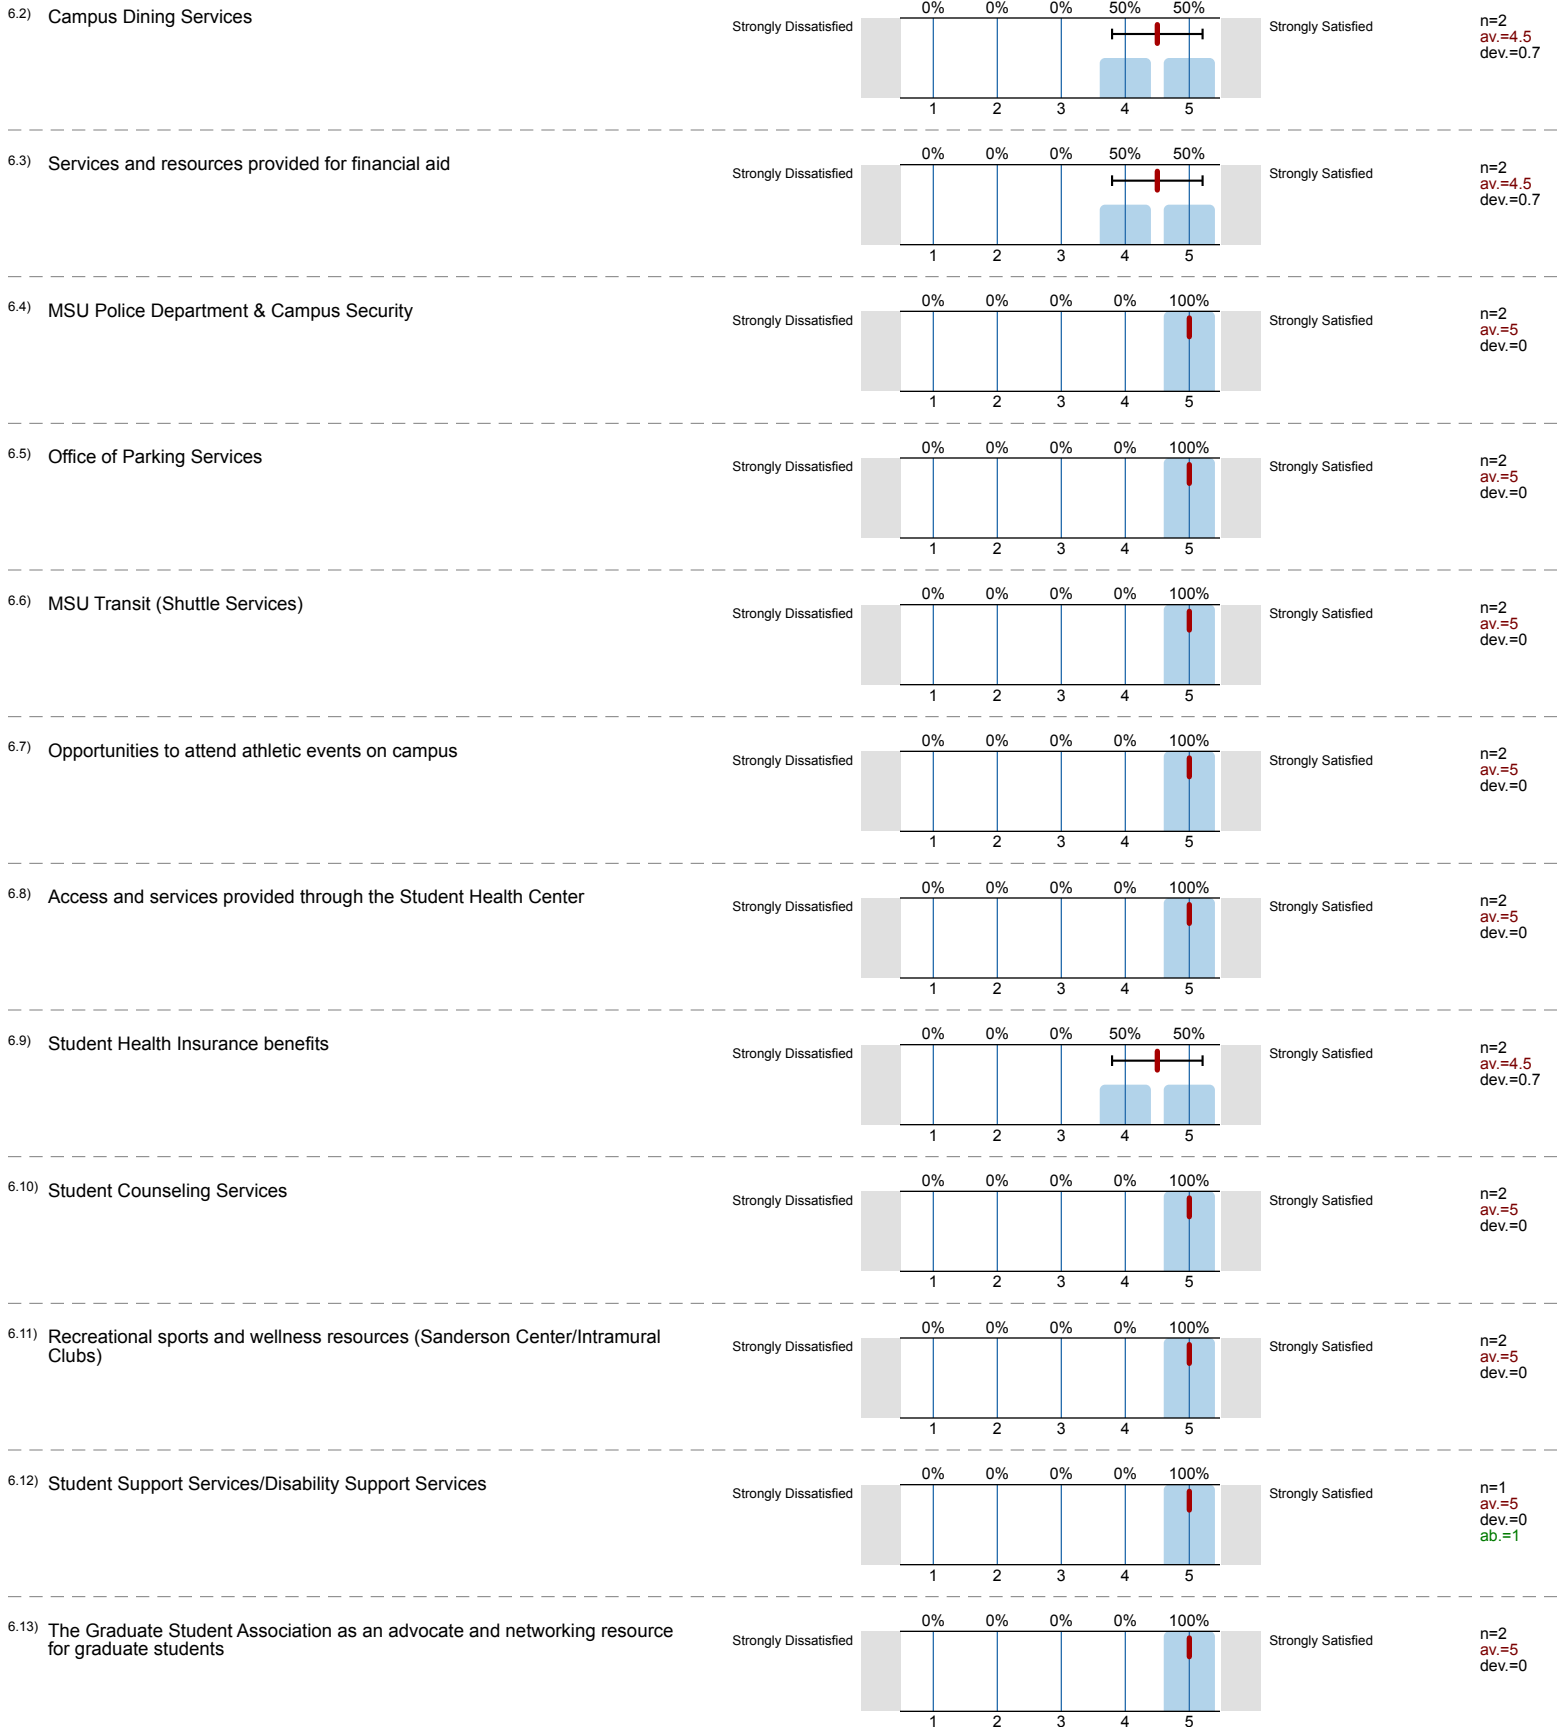 6.2) Campus Dining Services
0% 0% 0% 50% 50%
Strongly Dissatisfied Strongly Satisfied
n=2
av.=4.5
dev.=0.7
1 2 3 4 5
6.3) Services and resources provided for financial aid
0% 0% 0% 50% 50%
Strongly Dissatisfied Strongly Satisfied
n=2
av.=4.5
dev.=0.7
1 2 3 4 5
6.4) MSU Police Department & Campus Security
0% 0% 0% 0% 100%
Strongly Dissatisfied Strongly Satisfied
n=2
av.=5
dev.=0
1 2 3 4 5
6.5) Office of Parking Services
0% 0% 0% 0% 100%
Strongly Dissatisfied Strongly Satisfied
n=2
av.=5
dev.=0
1 2 3 4 5
6.6) MSU Transit (Shuttle Services)
0% 0% 0% 0% 100%
Strongly Dissatisfied Strongly Satisfied
n=2
av.=5
dev.=0
1 2 3 4 5
6.7) Opportunities to attend athletic events on campus
0% 0% 0% 0% 100%
Strongly Dissatisfied Strongly Satisfied
n=2
av.=5
dev.=0
1 2 3 4 5
6.8) Access and services provided through the Student Health Center
0% 0% 0% 0% 100%
Strongly Dissatisfied Strongly Satisfied
n=2
av.=5
dev.=0
1 2 3 4 5
6.9) Student Health Insurance benefits
0% 0% 0% 50% 50%
Strongly Dissatisfied Strongly Satisfied
n=2
av.=4.5
dev.=0.7
1 2 3 4 5
6.10) Student Counseling Services
0% 0% 0% 0% 100%
Strongly Dissatisfied Strongly Satisfied
n=2
av.=5
dev.=0
1 2 3 4 5
6.11) Recreational sports and wellness resources (Sanderson Center/Intramural
Clubs)
0% 0% 0% 0% 100%
Strongly Dissatisfied Strongly Satisfied
n=2
av.=5
dev.=0
1 2 3 4 5
6.12) Student Support Services/Disability Support Services
0% 0% 0% 0% 100%
Strongly Dissatisfied Strongly Satisfied
n=1
av.=5
dev.=0
ab.=1
1 2 3 4 5
6.13) The Graduate Student Association as an advocate and networking resource
for graduate students
0% 0% 0% 0% 100%
Strongly Dissatisfied Strongly Satisfied
n=2
av.=5
dev.=0
1 2 3 4 5